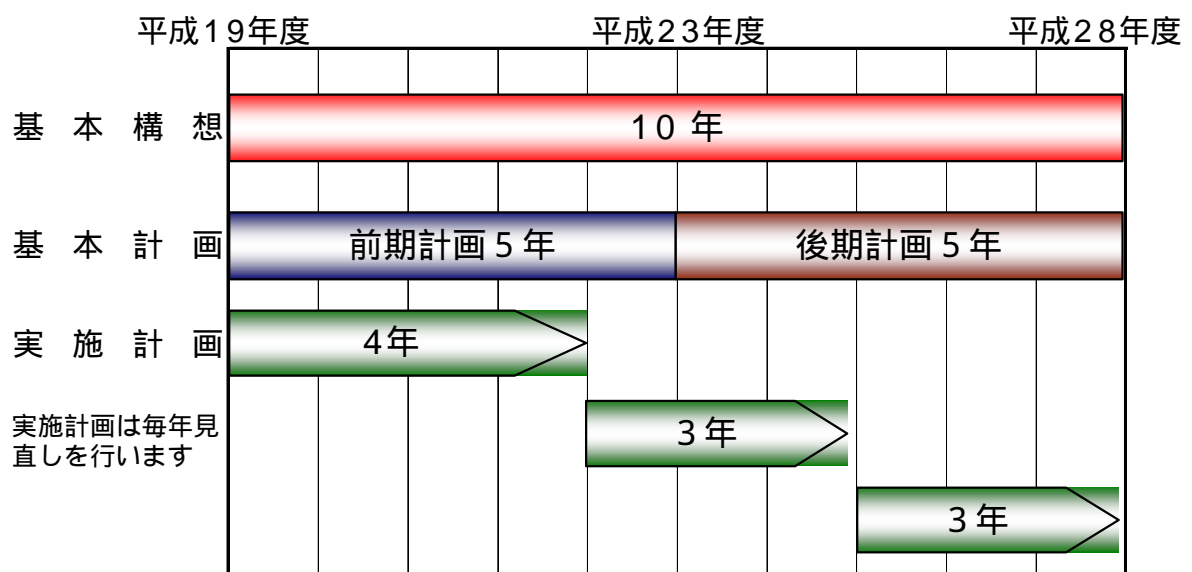 平成19年度 平成23年度 平成28年度
基本構想 10年
基本計画 前期計画5年 後期計画5年
実施計画 4年
実施計画は毎年見
直しを行います
3年
3年